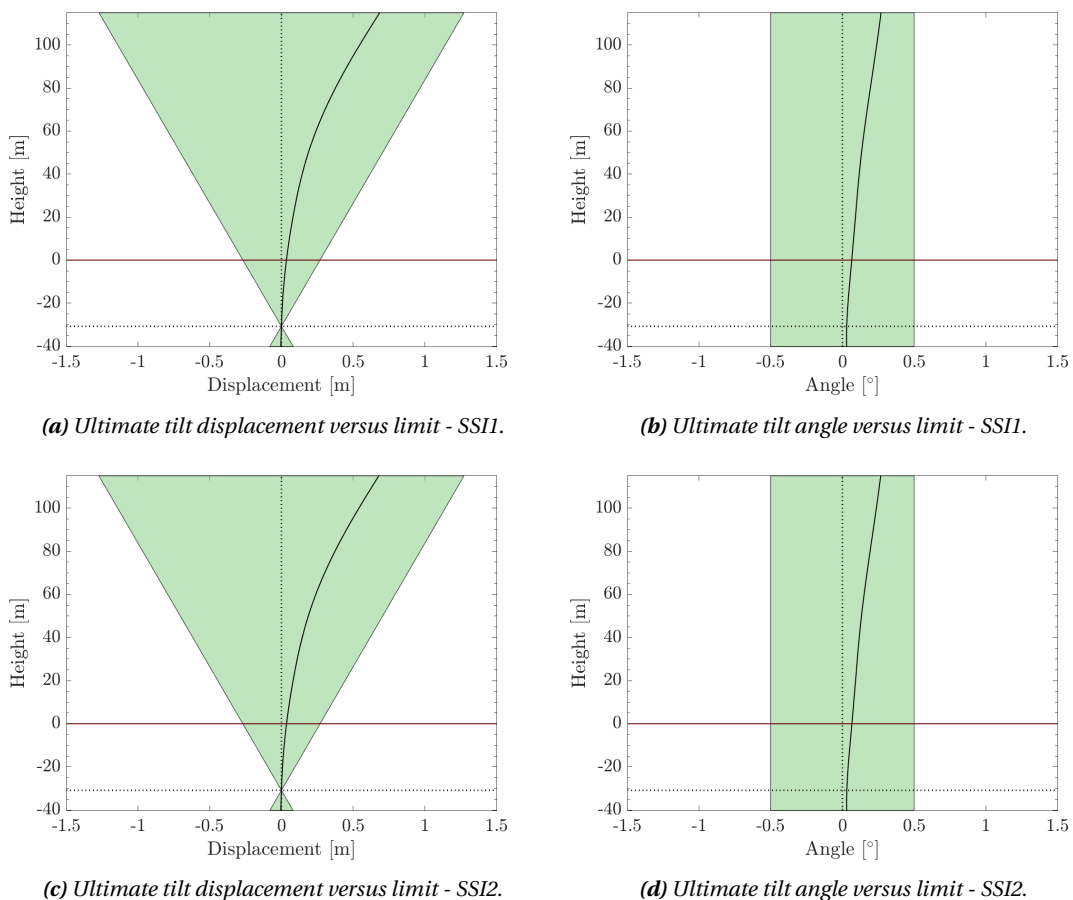 100
80
60
40
20
0
-20
-40
Height [m]
-1.5 -1 -0.5 0 0.5 1 1.5
Displacement [m]
(a) Ultimate tilt displacement versus limit - SSI1.
100
80
60
40
20
0
-20
-40
Height [m]
-1.5 -1 -0.5 0 0.5 1 1.5
Angle [°]
(b) Ultimate tilt angle versus limit - SSI1.
100
80
60
40
20
0
-20
-40
Height [m]
-1.5 -1 -0.5 0 0.5 1 1.5
Displacement [m]
(c) Ultimate tilt displacement versus limit - SSI2.
100
80
60
40
20
0
-20
-40
Height [m]
-1.5 -1 -0.5 0 0.5 1 1.5
Angle [°]
(d) Ultimate tilt angle versus limit - SSI2.